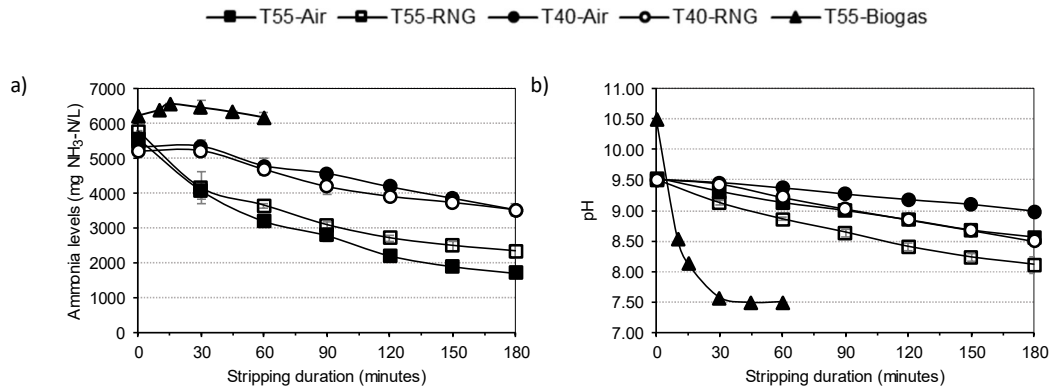 T55-Air T55-RNG T40-Air T40-RNG T55-Biogas
a)
Ammonia levels (mg NH3-N/L)
7000
6000
5000
4000
3000
2000
1000
0
0 30 60 90 120 150 180
Stripping duration (minutes)
b)
pH
11.00
10.50
10.00
9.50
9.00
8.50
8.00
7.50
7.00
0 30 60 90 120 150 180
Stripping duration (minutes)